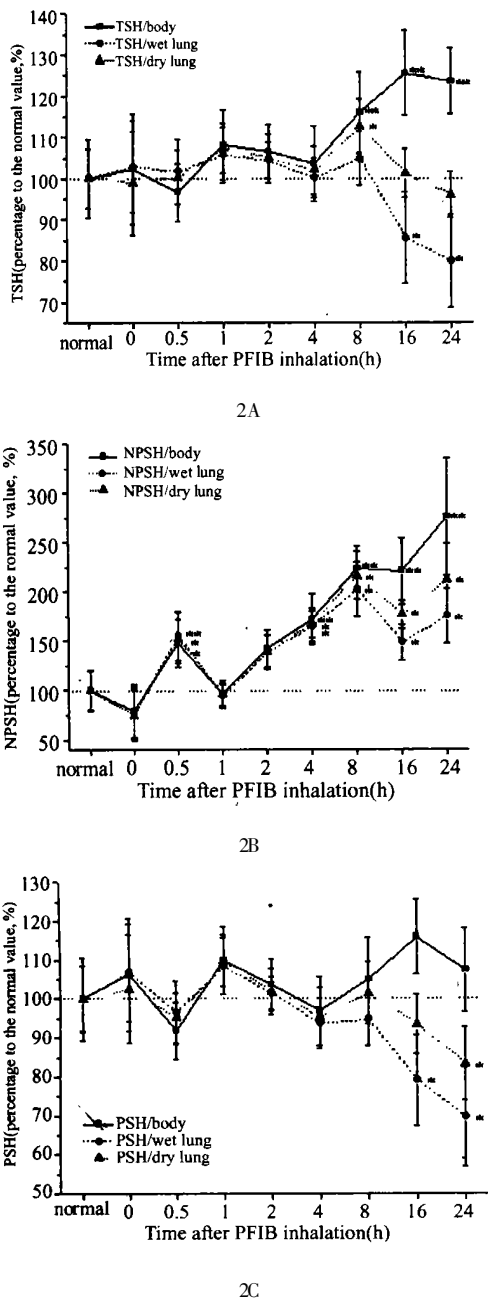 TSH(percentage to the normal value,%)
140
130
120
110
100
90
80
70
TSH/body
TSH/wet lung
TSH/dry lung
***
***
***
*
*
*
normal 0 0.5 1 2 4 8 16 24
Time after PFIB inhalation(h)
2A
NPSH(percentage to the rormal value, %)
350
300
250
200
150
100
50
NPSH/body
NPSH/wet lung
NPSH/dry lung
normal 0 0.5 1 2 4 8 16 24
Time after PFIB inhalation(h)
2B
PSH(percentage to the normal value,%)
130
120
110
100
90
80
70
60
50
PSH/body
PSH/wet lung
PSH/dry lung
*
*
*
normal 0 0.5 1 2 4 8 16 24
Time after PFIB inhalation(h)
2C